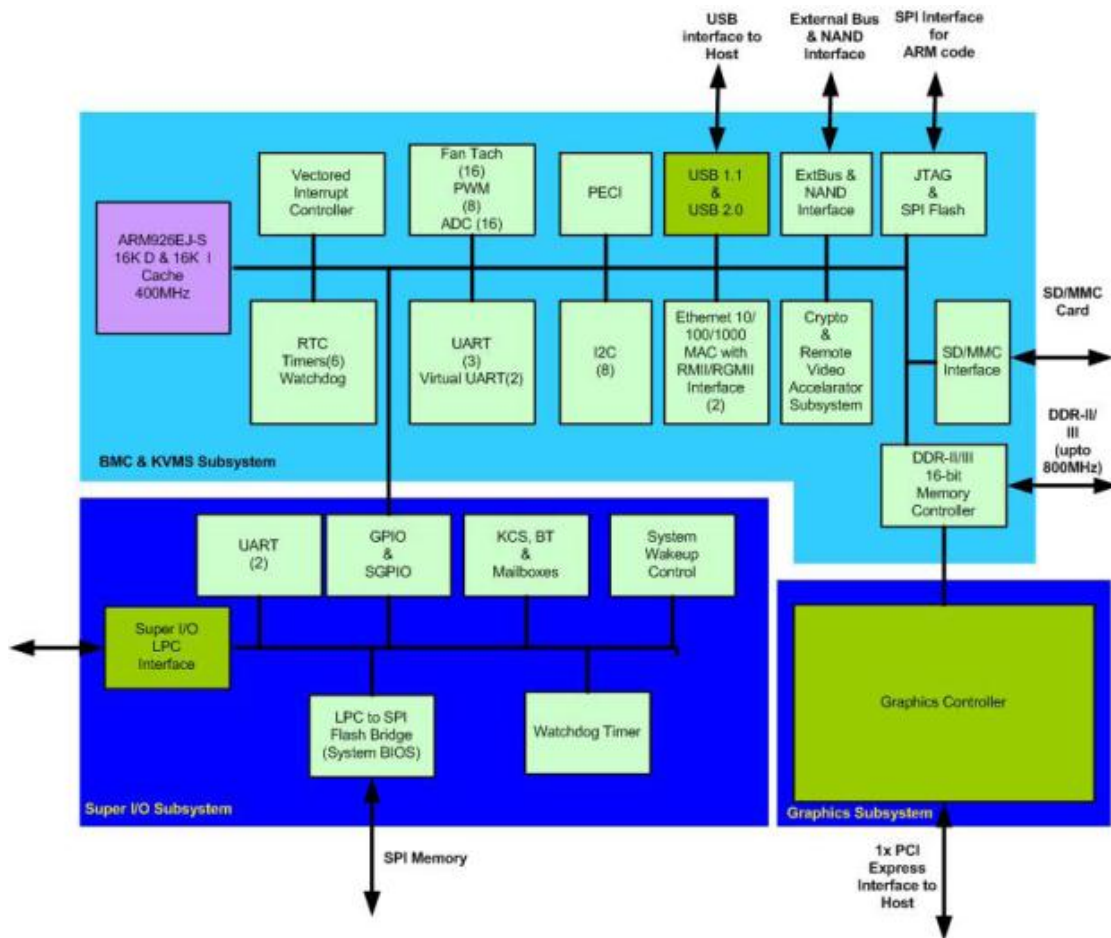 USB
interface to
Host
External Bus
& NAND
Interface
SPI Interface
for
ARM code
Vectored
Interrupt
Controller
Fan Tach
(16)
PWM
(8)
ADC (16)
PECI
USB 1.1
&
USB 2.0
ExtBus &
NAND
Interface
JTAG
&
SPI Flash
ARM926EJ-S
16K D & 16K I
Cache
400MHz
RTC
Timers(6)
Watchdog
UART
(3)
Virtual UART(2)
I2C
(8)
Ethernet 10/
100/1000
MAC with
RMII/RGMII
Interface
(2)
Crypto
&
Remote
Video
Accelarator
Subsystem
SD/MMC
Interface
SD/MMC
Card
BMC & KVMS Subsystem
DDR-II/III
16-bit
Memory
Controller
DDR-II/
III
(upto
800MHz)
UART
(2)
GPIO
&
SGPIO
KCS, BT
&
Mailboxes
System
Wakeup
Control
Super I/O
LPC
Interface
LPC to SPI
Flash Bridge
(System BIOS)
Watchdog Timer
Super I/O Subsystem
Graphics Controller
Graphics Subsystem
SPI Memory
1x PCI
Express
Interface to
Host